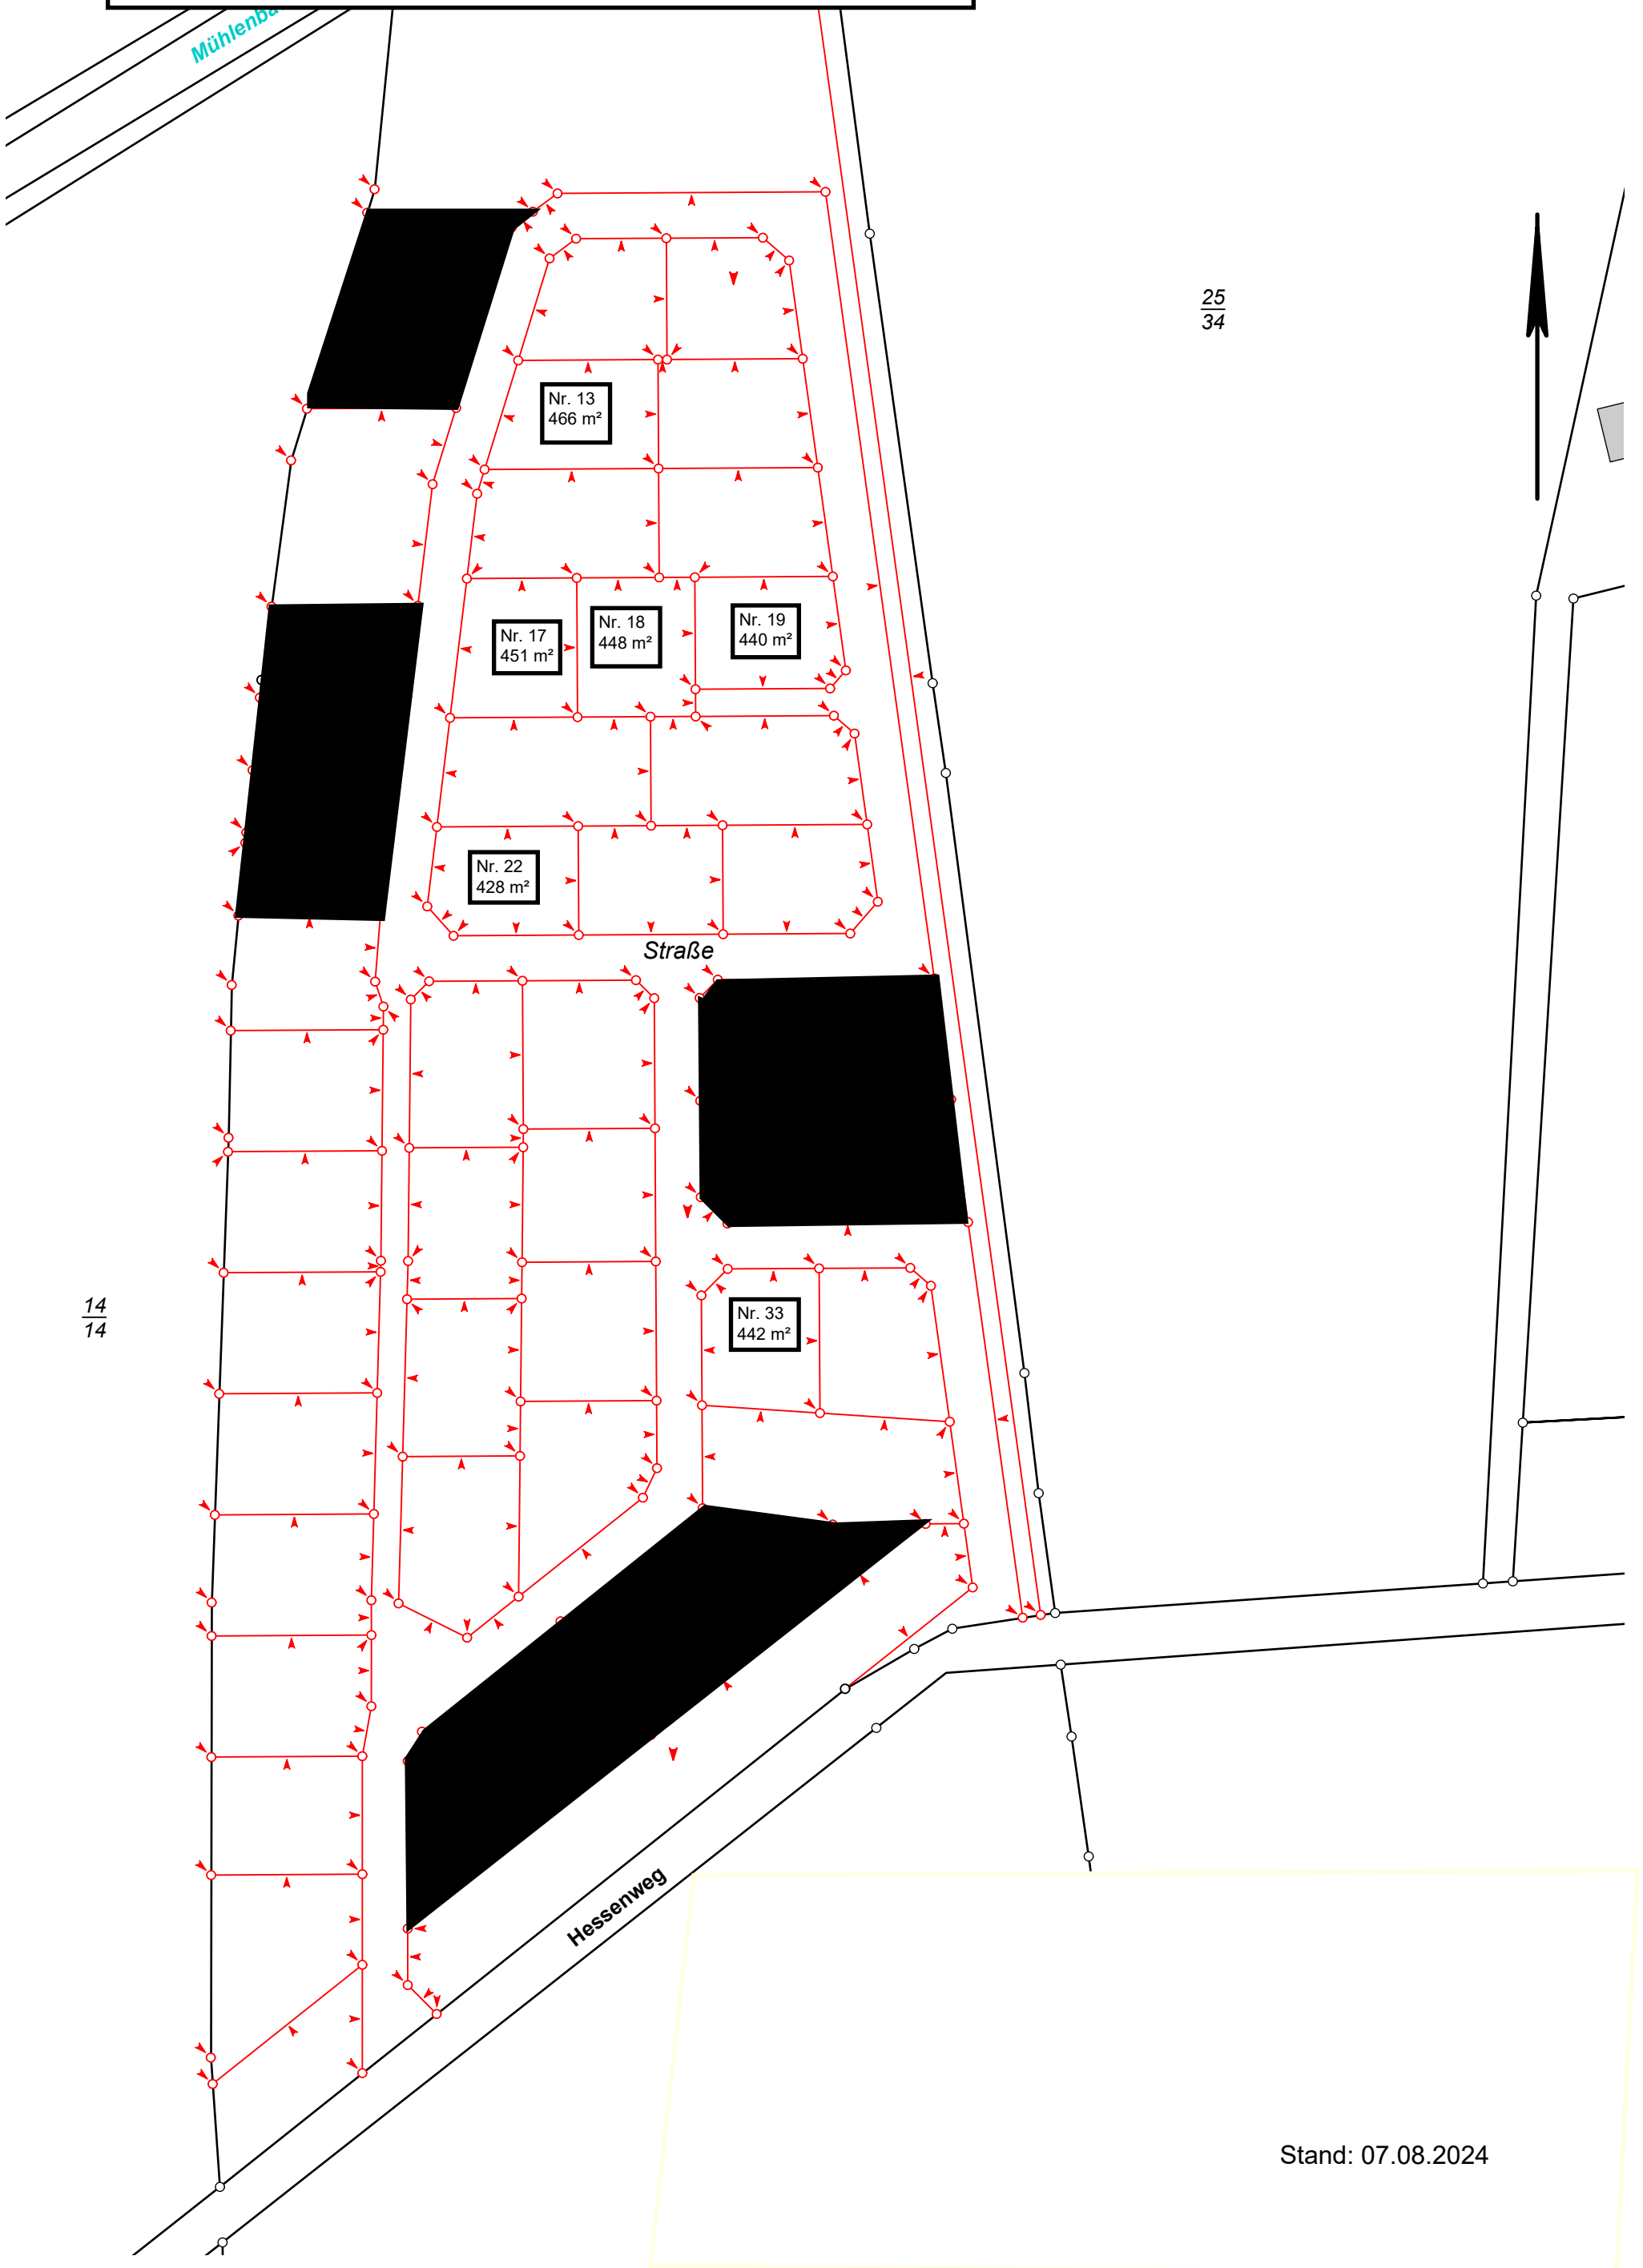 25
34
Nr. 13
466 m²
Nr. 17
451 m²
Nr. 18
448 m²
Nr. 19
440 m²
Nr. 22
428 m²
Straße
14
14
Nr. 33
442 m²
Hessenweg
Stand: 07.08.2024